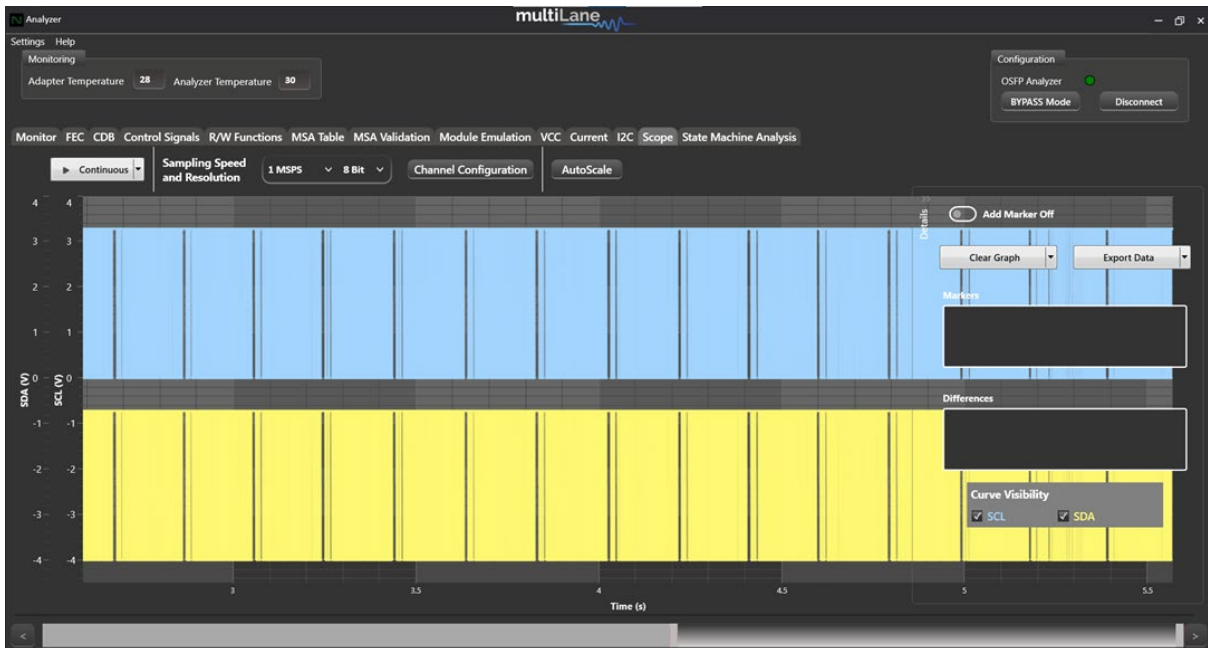 Analyzer
multiLane
Settings Help
Monitoring
Adapter Temperature 28 Analyzer Temperature 30
Configuration
OSFP Analyzer
BYPASS Mode Disconnect
Monitor FEC CDB Control Signals R/W Functions MSA Table MSA Validation Module Emulation VCC Current I2C Scope State Machine Analysis
Continuous
Sampling Speed
and Resolution
1 MSPS 8 Bit
Channel Configuration
AutoScale
Details
Add Marker Off
Clear Graph Export Data
Markers
Differences
Curve Visibility
SCL SDA
SDA (V)
SCL (V)
4 4
3 3
2 2
1 1
0 0
-1 -1
-2 -2
-3 -3
-4 -4
3 3.5 4 4.5 5 5.5
Time (s)